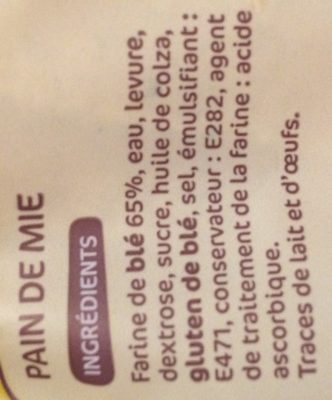 PAIN DE MIE
INGRÉDIENTS
Farine de blé 65%, eau, levure,
dextrose, sucre, huile de colza,
gluten de blé, sel, émulsifiant :
E471, conservateur : E282, agent
de traitement de la farine : acide
ascorbique.
Traces de lait et d'œufs.